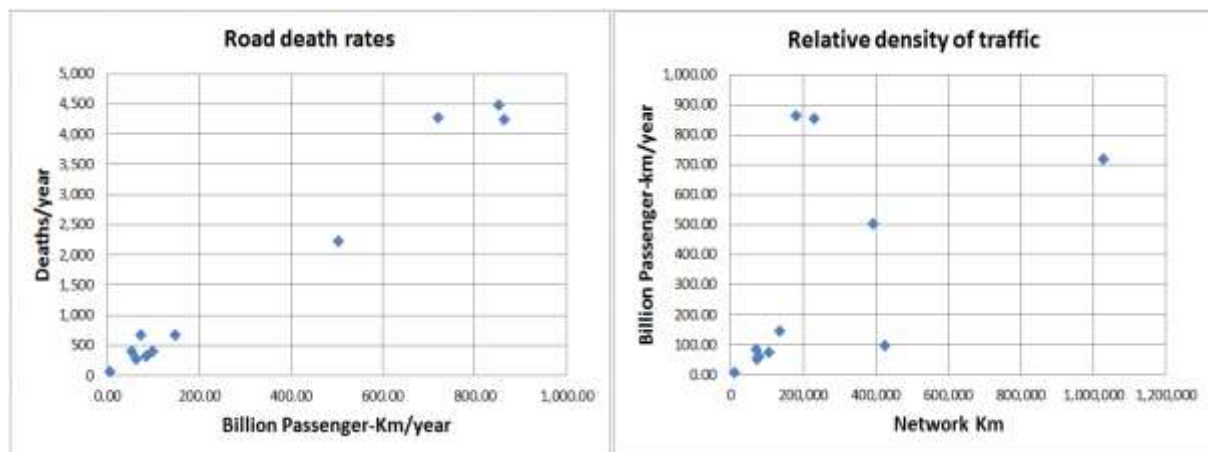 Road death rates
5,000
4,500
4,000
3,500
3,000
2,500
2,000
1,500
1,000
500
0
Deaths/year
0.00 200.00 400.00 600.00 800.00 1,000.00
Billion Passenger-Km/year
Relative density of traffic
1,000.00
900.00
800.00
700.00
600.00
500.00
400.00
300.00
200.00
100.00
0.00
Billion Passenger-km/year
0 200,000 400,000 600,000 800,000 1,000,000 1,200,000
Network Km